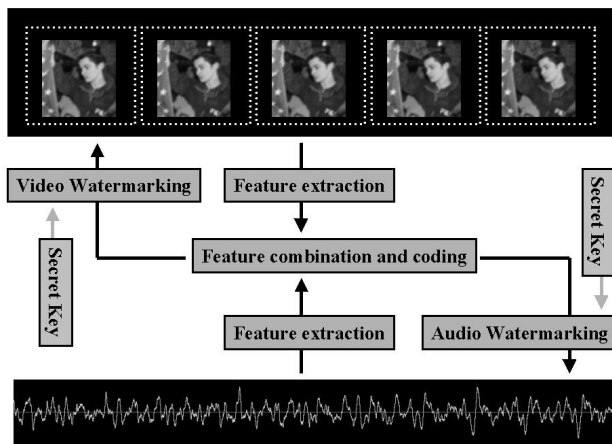 Video Watermarking
Feature extraction
Secret Key
Secret Key
Feature combination and coding
Feature extraction
Audio Watermarking